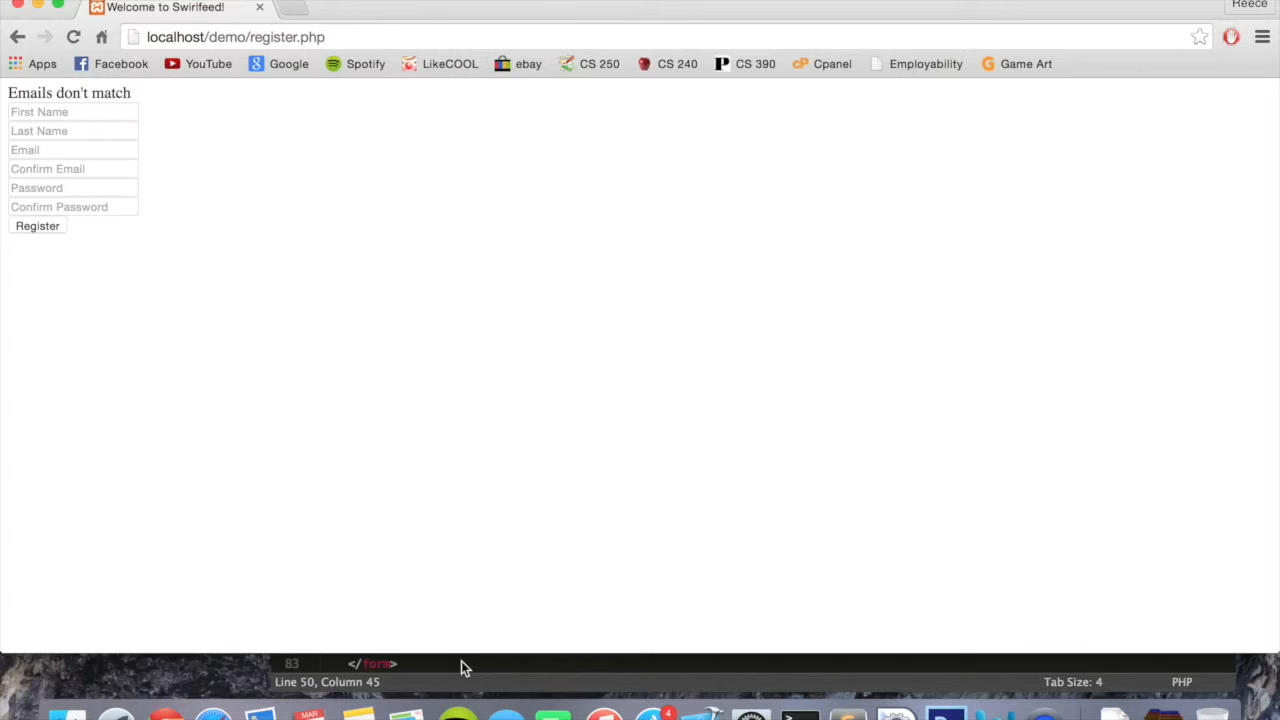 Welcome to Swirlfeed!
Reece
localhost/demo/register.php
Apps Facebook YouTube Google Spotify LikeCOOL ebay CS 250 CS 240 CS 390 Cpanel Employability Game Art
Emails don't match
First Name
Last Name
Email
Confirm Email
Password
Confirm Password
Register
83 </form>
Line 50, Column 45 Tab Size: 4 PHP
MAR 4